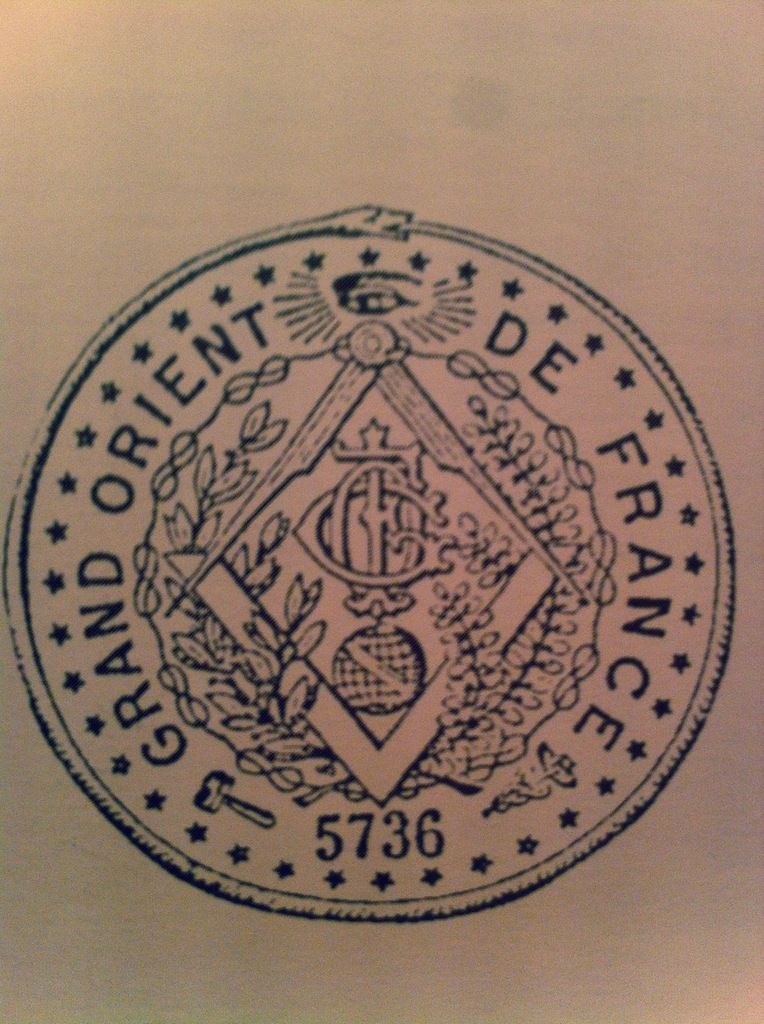 GRAND ORIENT DE FRANCE
5736